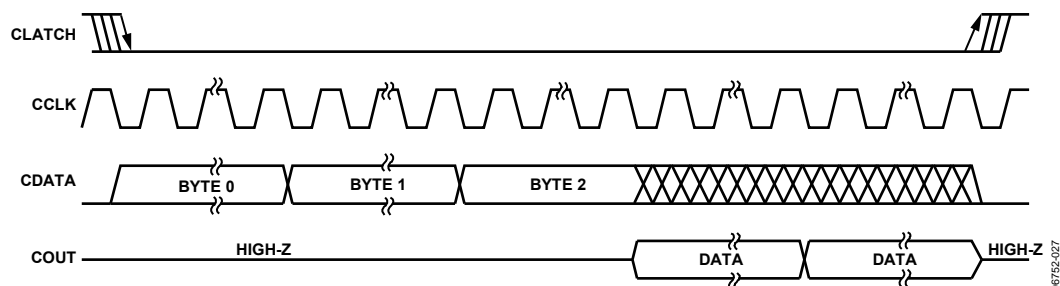 CLATCH
CCLK
CDATA
BYTE 0
BYTE 1
BYTE 2
COUT
HIGH-Z
DATA
DATA
HIGH-Z
06752-027